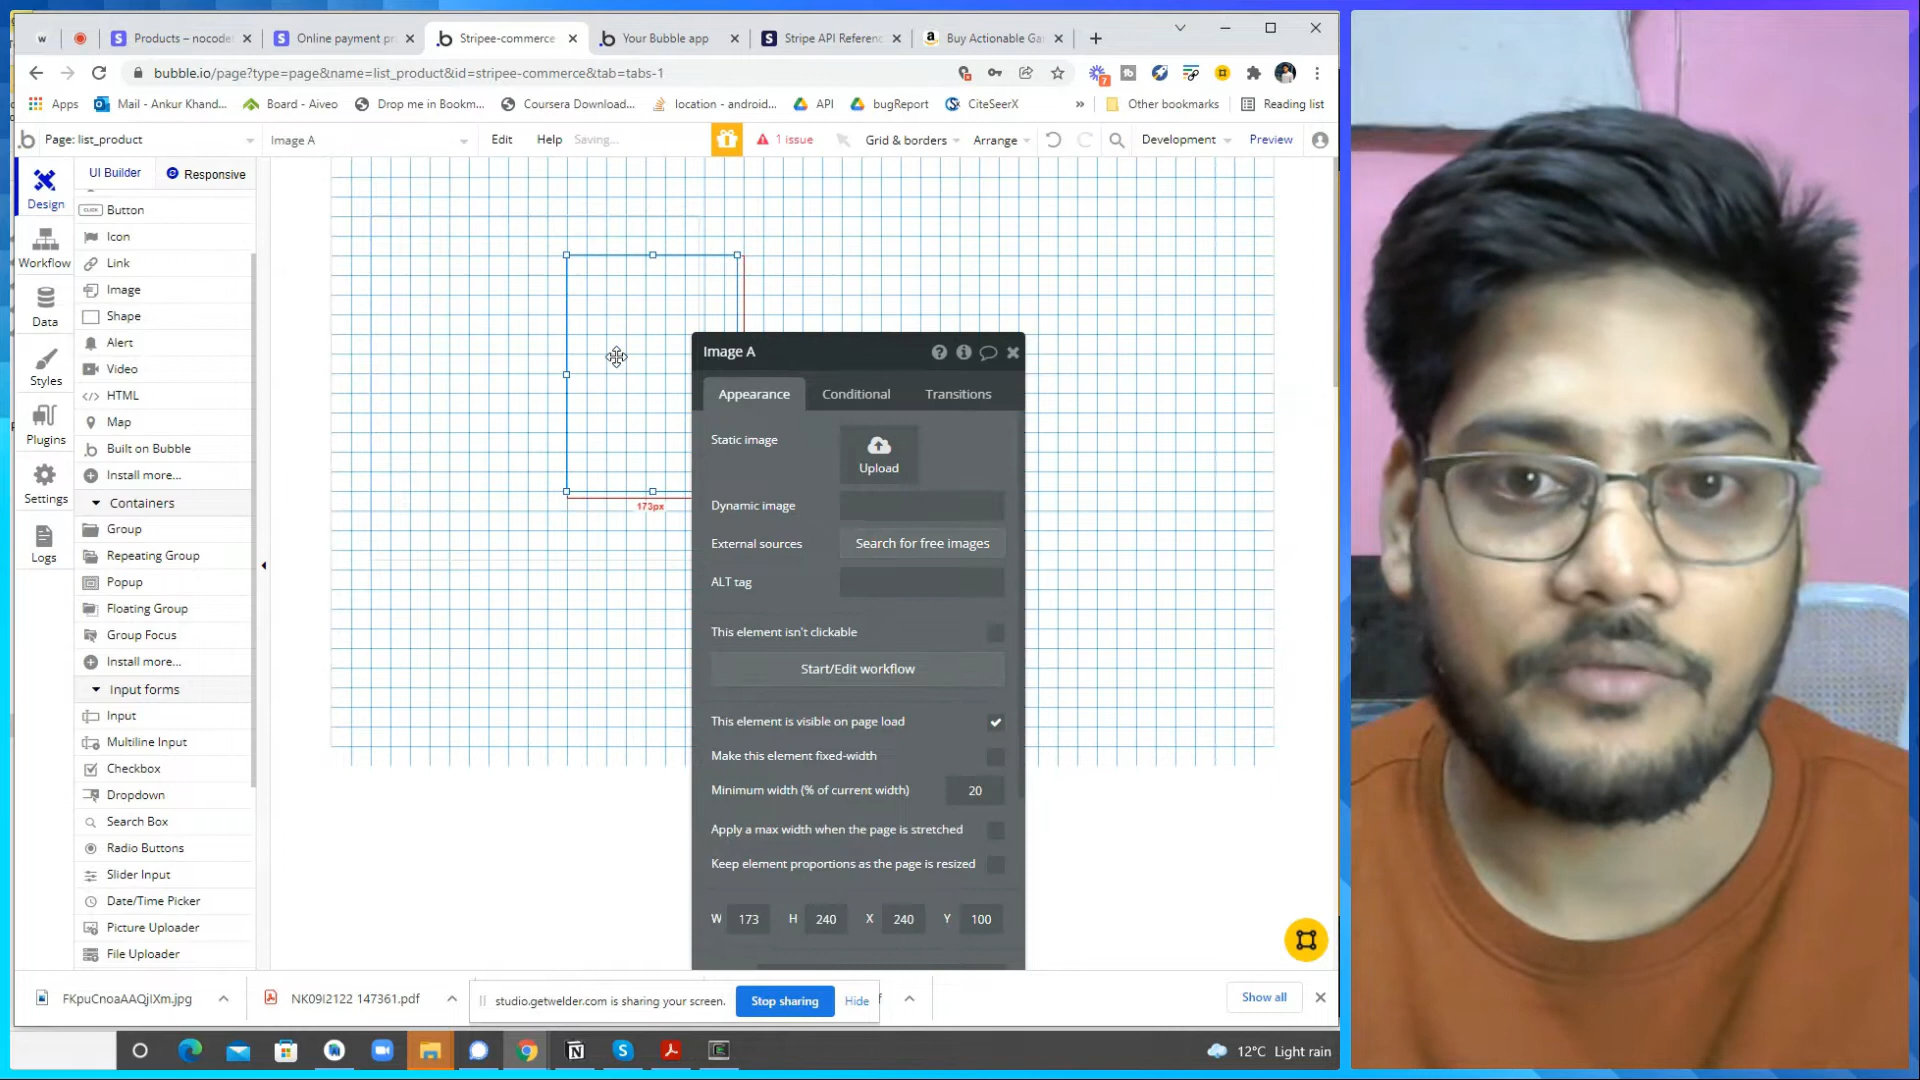 Products – nocodel
Online payment pr
Stripee-commerce
Your Bubble app
Stripe API Referenc
Buy Actionable Ga
bubble.io/page?type=page&name=list_product&id=stripee-commerce&tab=tabs-1
7
Apps
Mail - Ankur Khand...
Board - Aiveo
Drop me in Bookm...
Coursera Download...
location - android...
API
bugReport
CiteSeerX
»
Other bookmarks
Reading list
Page: list_product
Image A
Edit
Help
Saving...
1 issue
Grid & borders
Arrange
Development
Preview
Design
Workflow
Data
Styles
Plugins
Settings
Logs
UI Builder
Responsive
Button
Icon
Link
Image
Shape
Alert
Video
HTML
Map
Built on Bubble
Install more...
Containers
Group
Repeating Group
Popup
Floating Group
Group Focus
Install more...
Input forms
Input
Multiline Input
Checkbox
Dropdown
Search Box
Radio Buttons
Slider Input
Date/Time Picker
Picture Uploader
File Uploader
173px
Image A
Appearance
Conditional
Transitions
Static image
Upload
Dynamic image
External sources
Search for free images
ALT tag
This element isn't clickable
Start/Edit workflow
This element is visible on page load
Make this element fixed-width
Minimum width (% of current width)
20
Apply a max width when the page is stretched
Keep element proportions as the page is resized
W 173 H 240 X 240 Y 100
FKpuCnoaAAQjIXm.jpg
NK09I2122 147361.pdf
studio.getwelder.com is sharing your screen.
Stop sharing
Hide
Show all
12°C Light rain